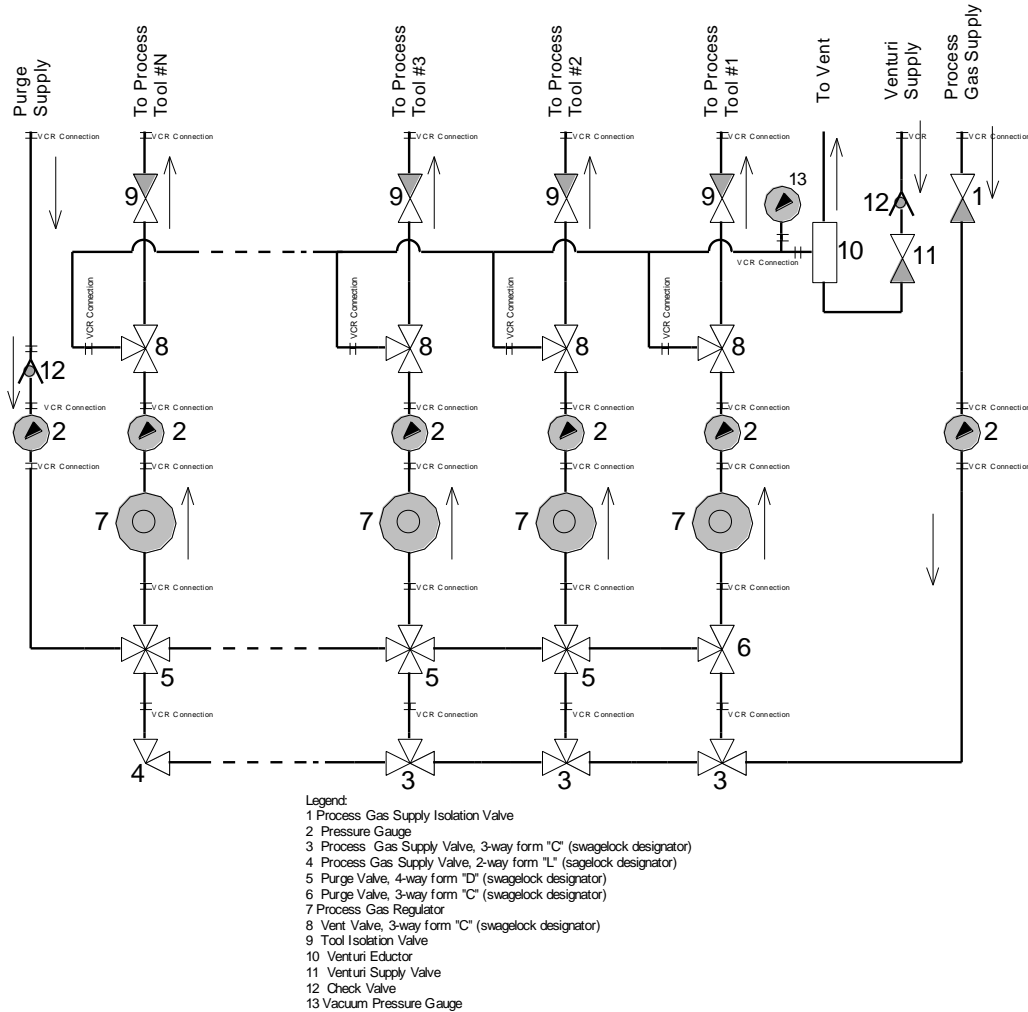 Purge
Supply
To Process
Tool #N
To Process
Tool #3
To Process
Tool #2
To Process
Tool #1
To Vent
Venturi
Supply
Process
Gas Supply
VCR Connection
VCR Connection
VCR Connection
VCR Connection
VCR Connection
VCR
VCR Connection
9
9
9
9
13
12
1
10
11
VCR Connection
VCR Connection
VCR Connection
VCR Connection
VCR Connection
8
8
8
8
12
VCR Connection
VCR Connection
VCR Connection
VCR Connection
VCR Connection
VCR Connection
2
2
2
2
2
2
VCR Connection
VCR Connection
VCR Connection
VCR Connection
VCR Connection
VCR Connection
7
7
7
7
VCR Connection
VCR Connection
VCR Connection
VCR Connection
5
5
5
6
VCR Connection
VCR Connection
VCR Connection
VCR Connection
4
3
3
3
Legend:
1 Process Gas Supply Isolation Valve
2 Pressure Gauge
3 Process Gas Supply Valve, 3-way form "C" (swagelock designator)
4 Process Gas Supply Valve, 2-way form "L" (sagelock designator)
5 Purge Valve, 4-way form "D" (swagelock designator)
6 Purge Valve, 3-way form "C" (swagelock designator)
7 Process Gas Regulator
8 Vent Valve, 3-way form "C" (swagelock designator)
9 Tool Isolation Valve
10 Venturi Eductor
11 Venturi Supply Valve
12 Check Valve
13 Vacuum Pressure Gauge